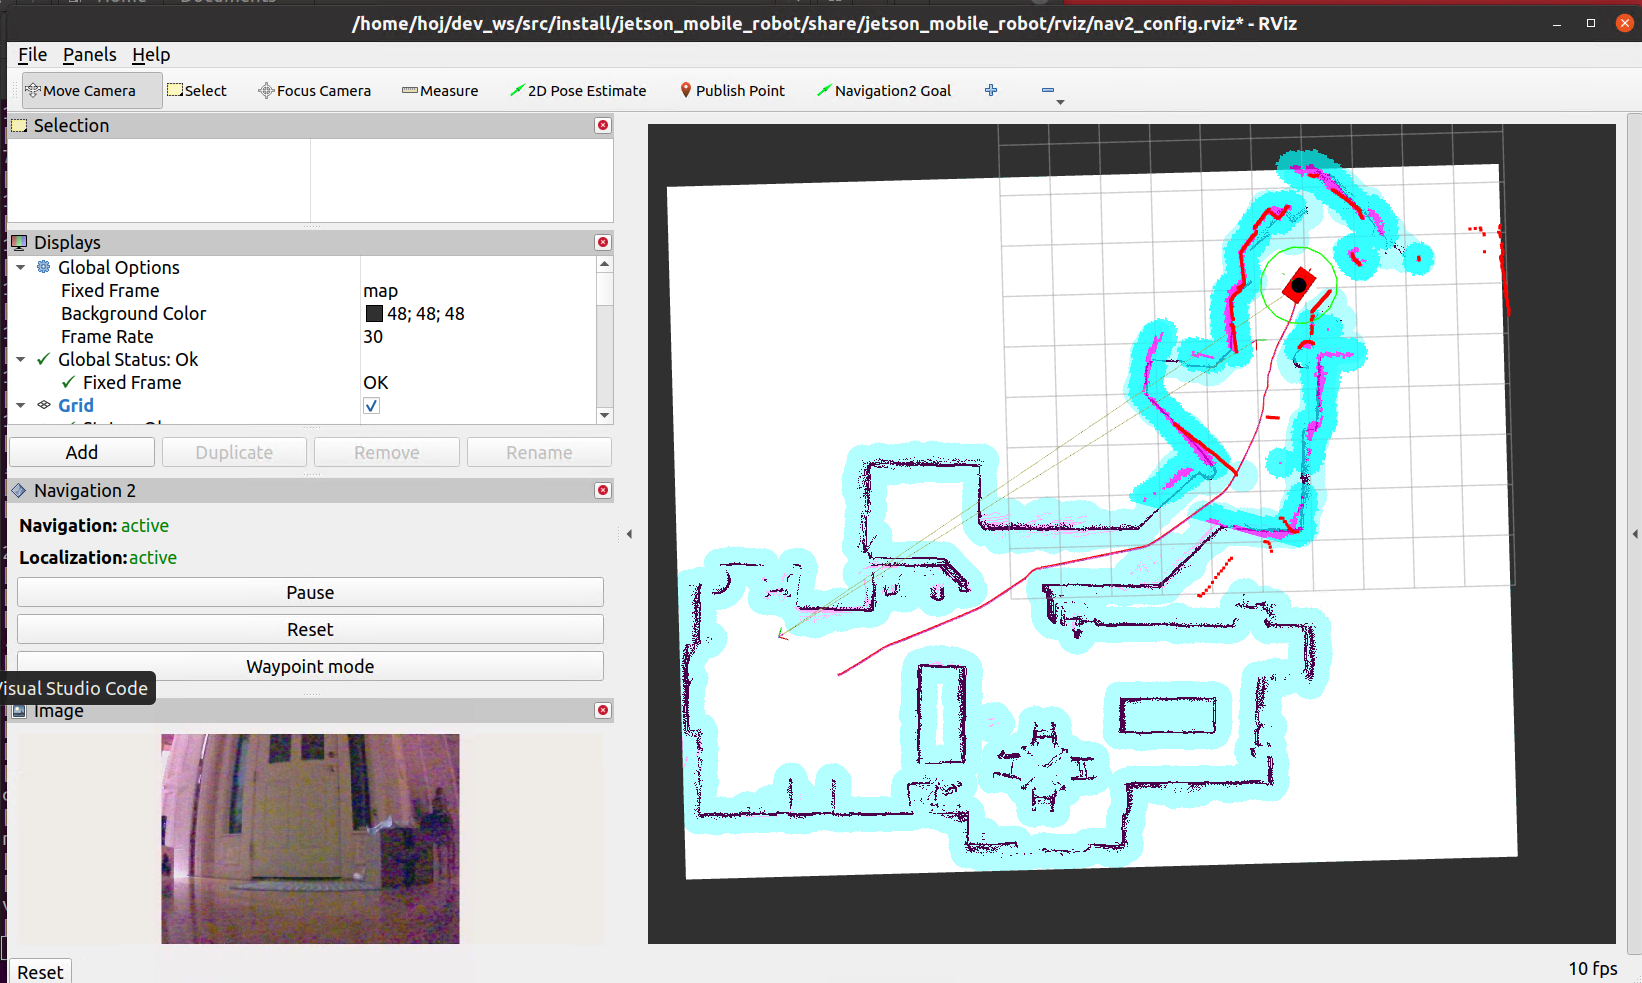 /home/hoj/dev_ws/src/install/jetson_mobile_robot/share/jetson_mobile_robot/rviz/nav2_config.rviz* - RViz
File Panels Help
Move Camera Select Focus Camera Measure 2D Pose Estimate Publish Point Navigation2 Goal
Selection
Displays
Global Options
Fixed Frame map
Background Color 48; 48; 48
Frame Rate 30
Global Status: Ok
Fixed Frame OK
Grid
Add Duplicate Remove Rename
Navigation 2
Navigation: active
Localization: active
Pause
Reset
Waypoint mode
Visual Studio Code
Image
Reset
10 fps